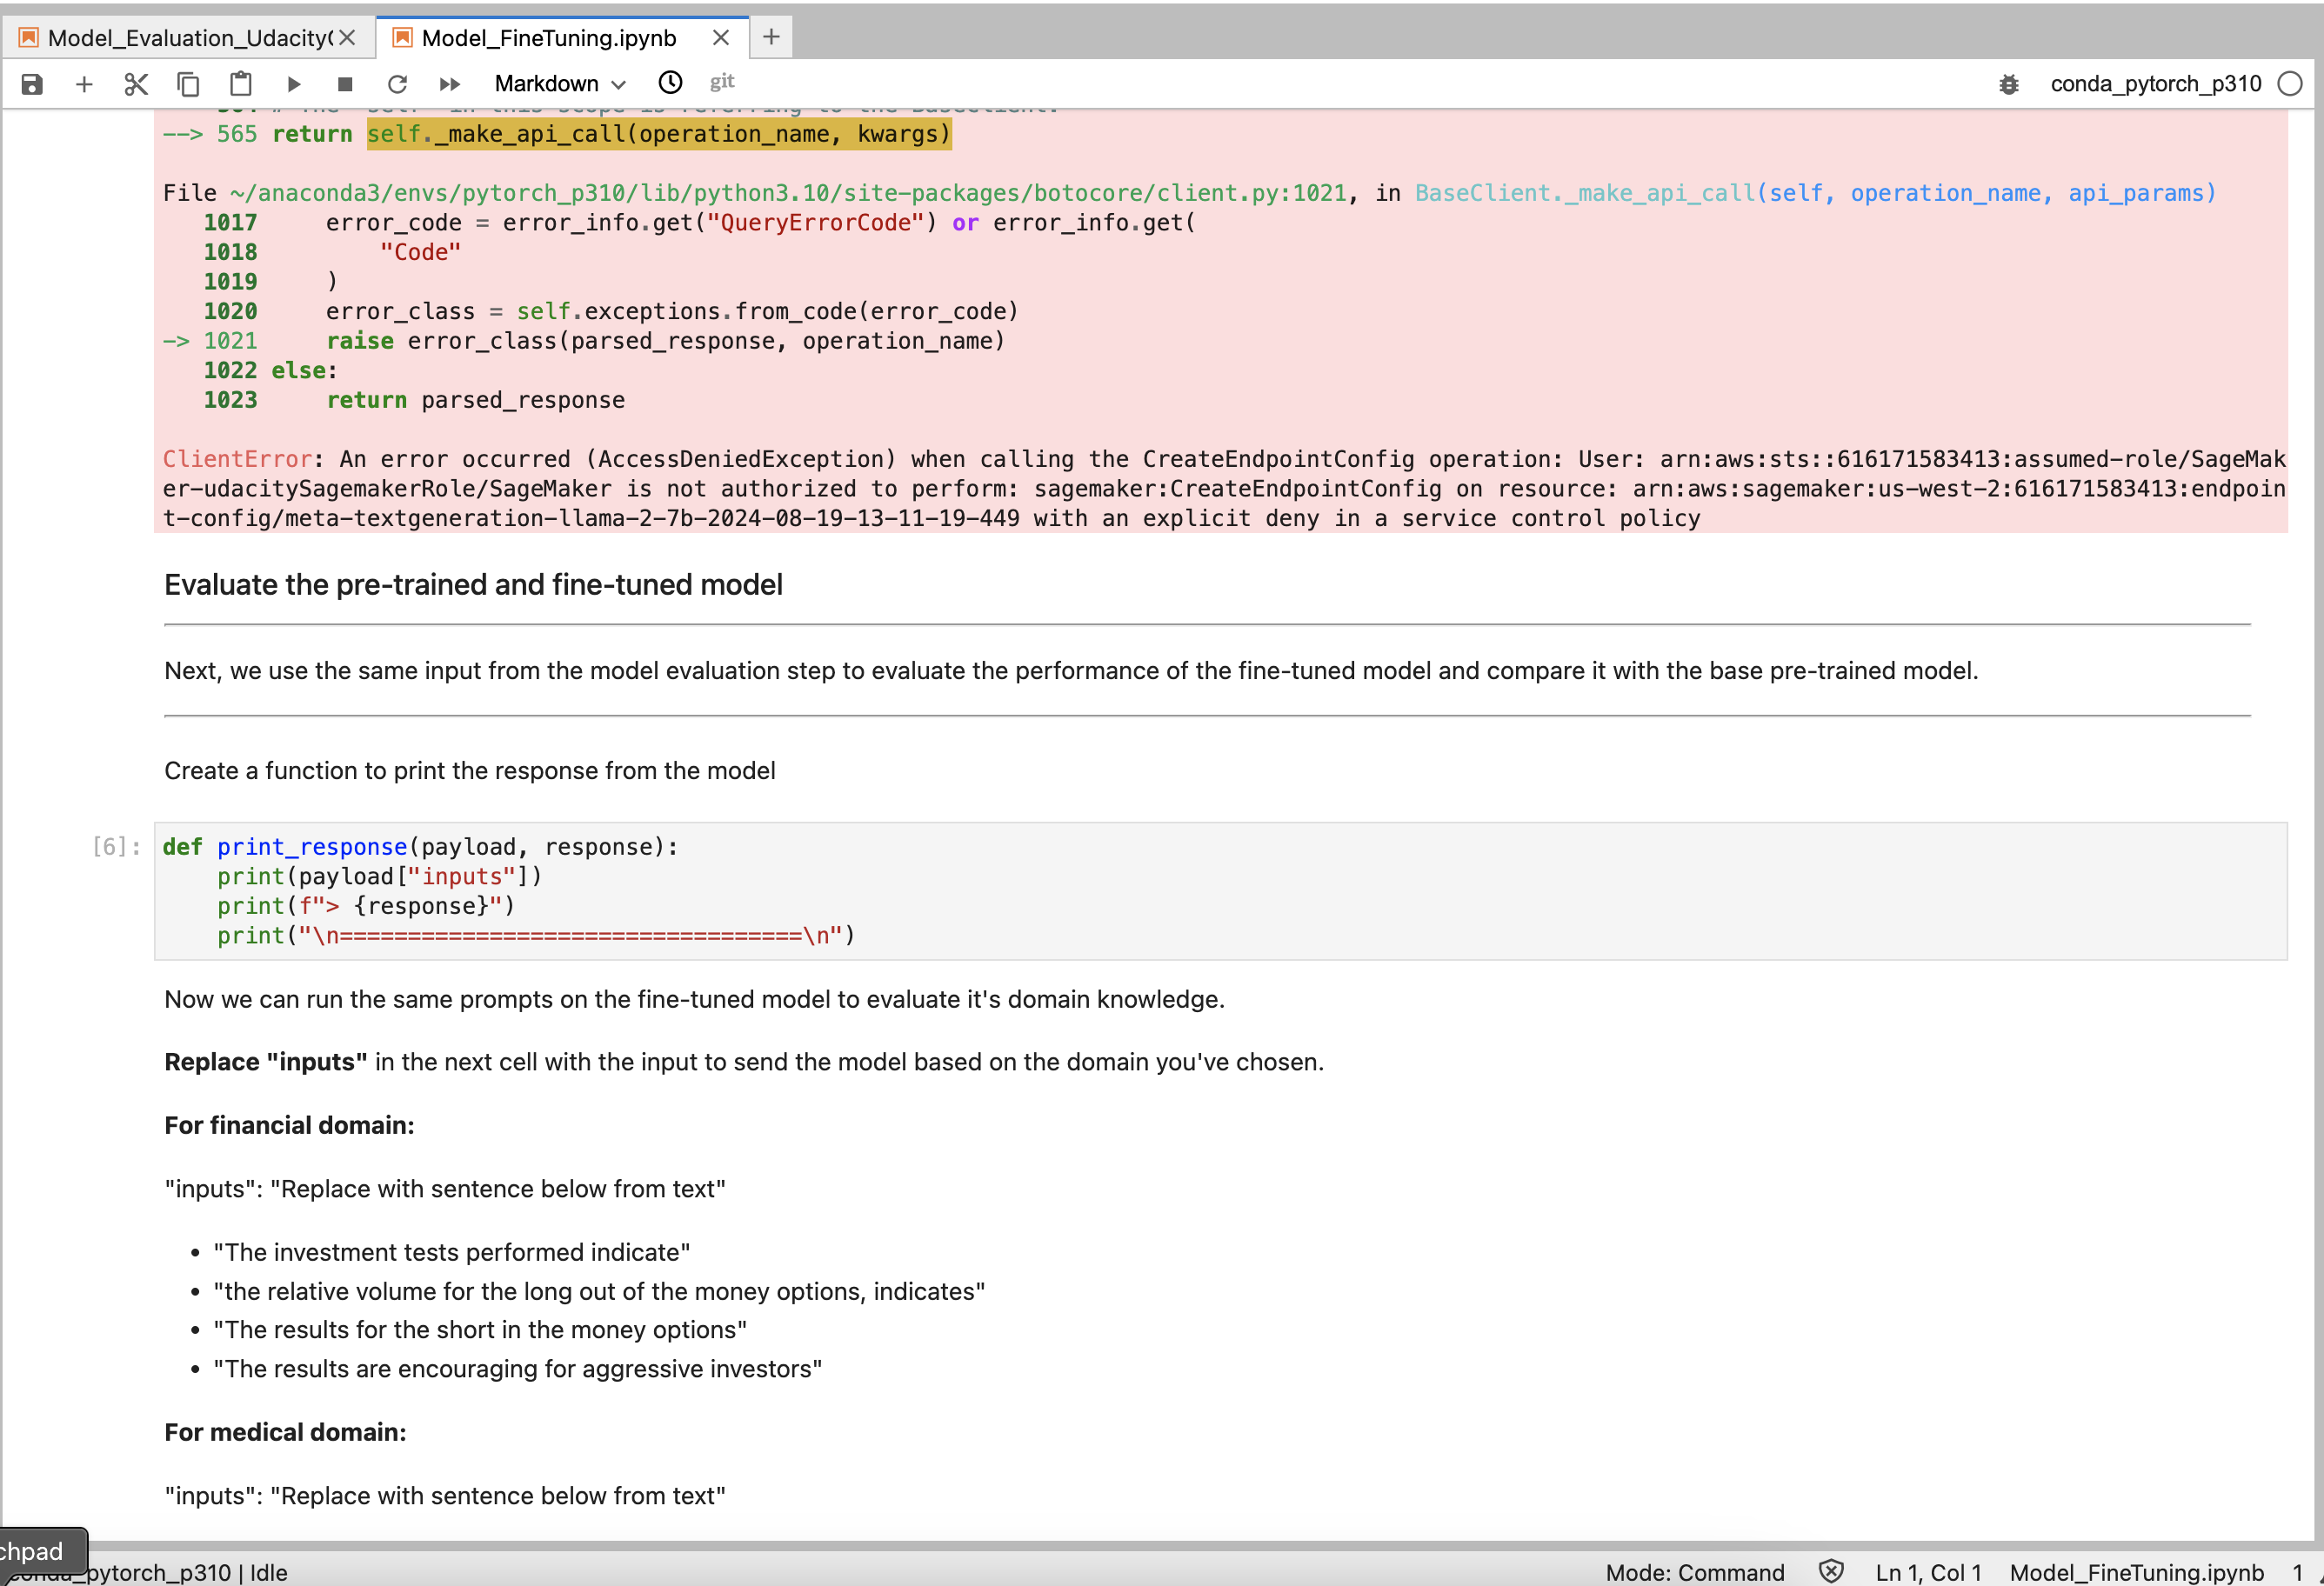 Model_Evaluation_Udacity
Model_FineTuning.ipynb
Markdown
git
conda_pytorch_p310
--> 565 return self._make_api_call(operation_name, kwargs)
File ~/anaconda3/envs/pytorch_p310/lib/python3.10/site-packages/botocore/client.py:1021, in BaseClient._make_api_call(self, operation_name, api_params)
1017     error_code = error_info.get("QueryErrorCode") or error_info.get(
1018         "Code"
1019     )
1020     error_class = self.exceptions.from_code(error_code)
-> 1021     raise error_class(parsed_response, operation_name)
1022 else:
1023     return parsed_response
ClientError: An error occurred (AccessDeniedException) when calling the CreateEndpointConfig operation: User: arn:aws:sts::616171583413:assumed-role/SageMak
er-udacitySagemakerRole/SageMaker is not authorized to perform: sagemaker:CreateEndpointConfig on resource: arn:aws:sagemaker:us-west-2:616171583413:endpoin
t-config/meta-textgeneration-llama-2-7b-2024-08-19-13-11-19-449 with an explicit deny in a service control policy
Evaluate the pre-trained and fine-tuned model
Next, we use the same input from the model evaluation step to evaluate the performance of the fine-tuned model and compare it with the base pre-trained model.
Create a function to print the response from the model
[6]: def print_response(payload, response):
    print(payload["inputs"])
    print(f"> {response}")
    print("\n==================================\n")
Now we can run the same prompts on the fine-tuned model to evaluate it's domain knowledge.
Replace "inputs" in the next cell with the input to send the model based on the domain you've chosen.
For financial domain:
"inputs": "Replace with sentence below from text"
• "The investment tests performed indicate"
• "the relative volume for the long out of the money options, indicates"
• "The results for the short in the money options"
• "The results are encouraging for aggressive investors"
For medical domain:
"inputs": "Replace with sentence below from text"
chpad
pytorch_p310 | Idle
Mode: Command
Ln 1, Col 1
Model_FineTuning.ipynb
1